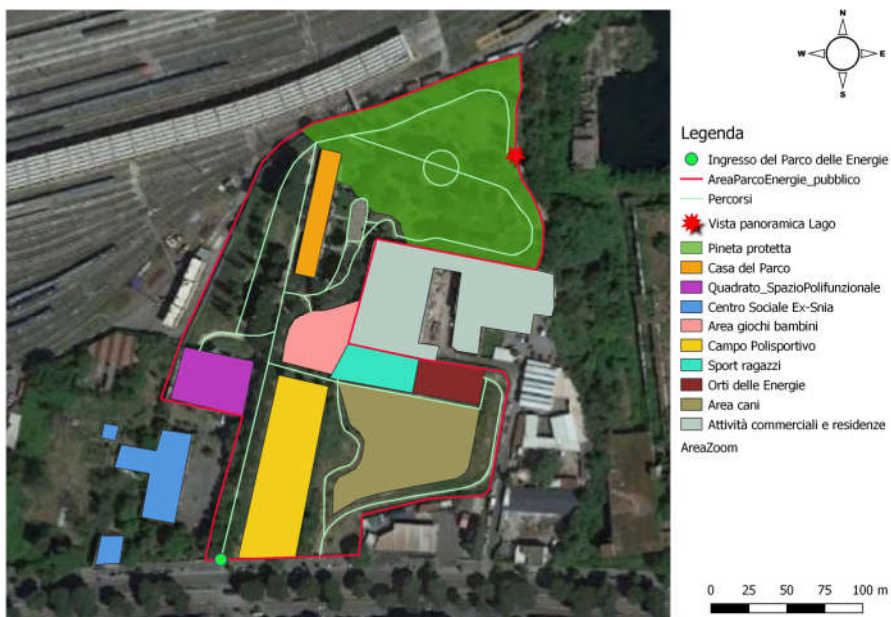 N
W E
S
Legenda
Ingresso del Parco delle Energie
AreaParcoEnergie_pubblico
Percorsi
Vista panoramica Lago
Pineta protetta
Casa del Parco
Quadrato_SpazioPolifunzionale
Centro Sociale Ex-Snia
Area giochi bambini
Campo Polisportivo
Sport ragazzi
Orti delle Energie
Area cani
Attività commerciali e residenze
AreaZoom
0 25 50 75 100 m